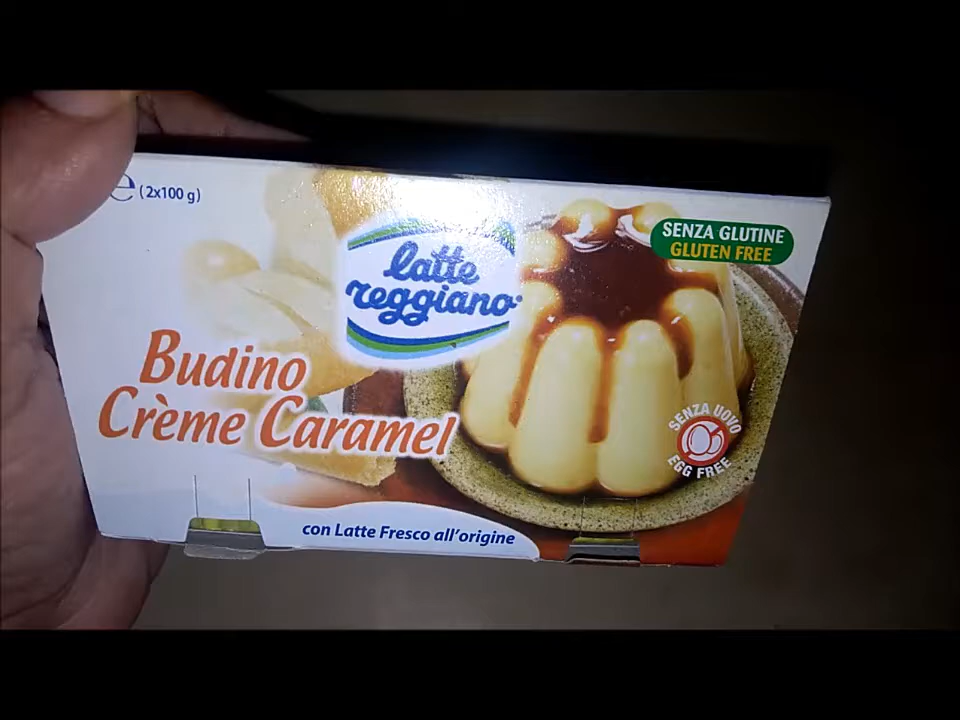 ℮ (2x100 g)
latte
reggiano
SENZA GLUTINE
GLUTEN FREE
Budino
Crème Caramel
SENZA UOVO
EGG FREE
con Latte Fresco all'origine